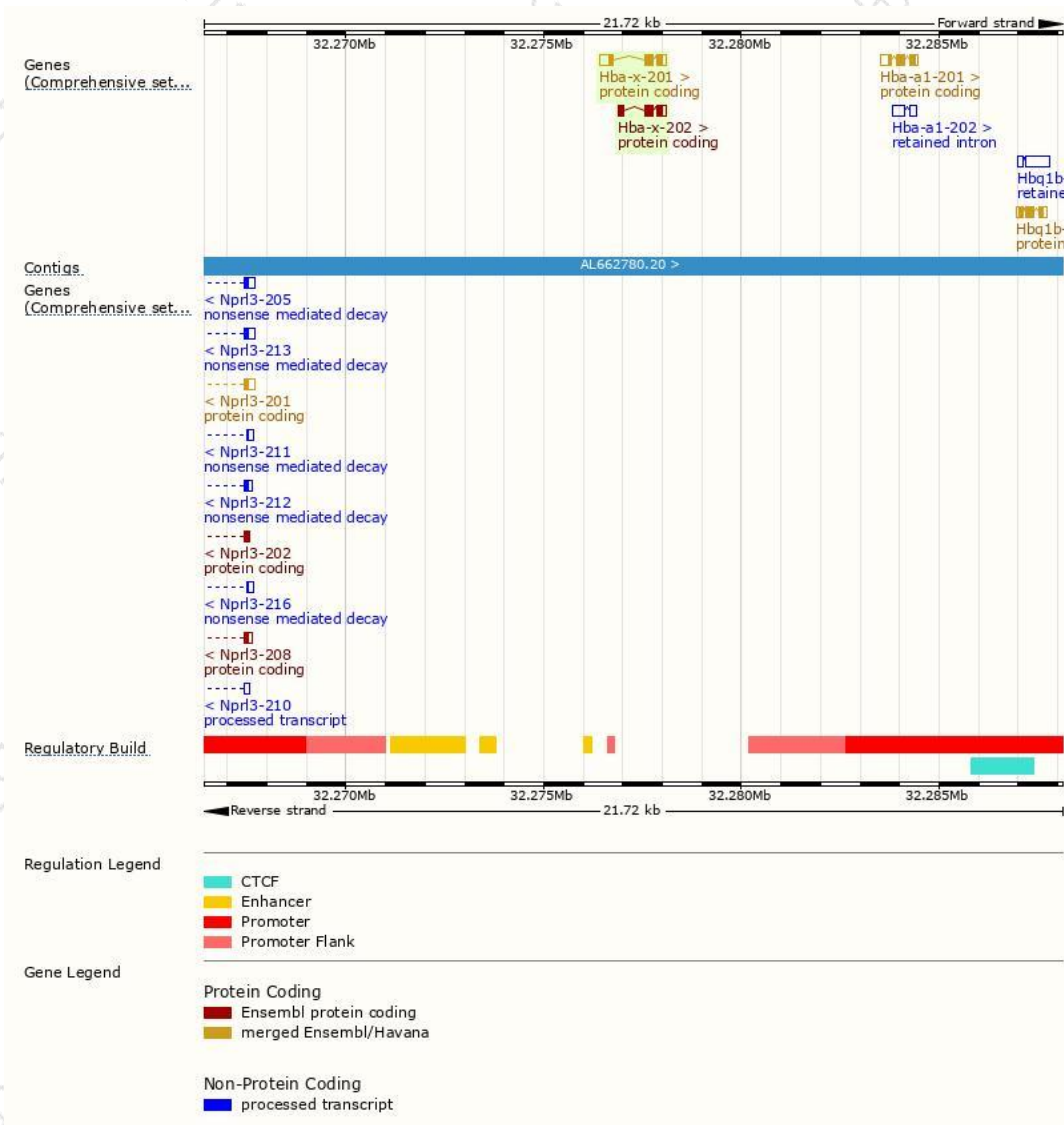 21.72 kb Forward strand
32.270Mb 32.275Mb 32.280Mb 32.285Mb
Genes
(Comprehensive set...
Hba-x-201 > Hba-a1-201 >
protein coding protein coding
Hba-x-202 > Hba-a1-202 >
protein coding retained intron
Hbq1b-
retaine
Hbq1b-
protein
Contigs AL662780.20 >
Genes
(Comprehensive set...
< Nprl3-205
nonsense mediated decay
< Nprl3-213
nonsense mediated decay
< Nprl3-201
protein coding
< Nprl3-211
nonsense mediated decay
< Nprl3-212
nonsense mediated decay
< Nprl3-202
protein coding
< Nprl3-216
nonsense mediated decay
< Nprl3-208
protein coding
< Nprl3-210
processed transcript
Regulatory Build
32.270Mb 32.275Mb 32.280Mb 32.285Mb
Reverse strand 21.72 kb
Regulation Legend
CTCF
Enhancer
Promoter
Promoter Flank
Gene Legend
Protein Coding
Ensembl protein coding
merged Ensembl/Havana
Non-Protein Coding
processed transcript